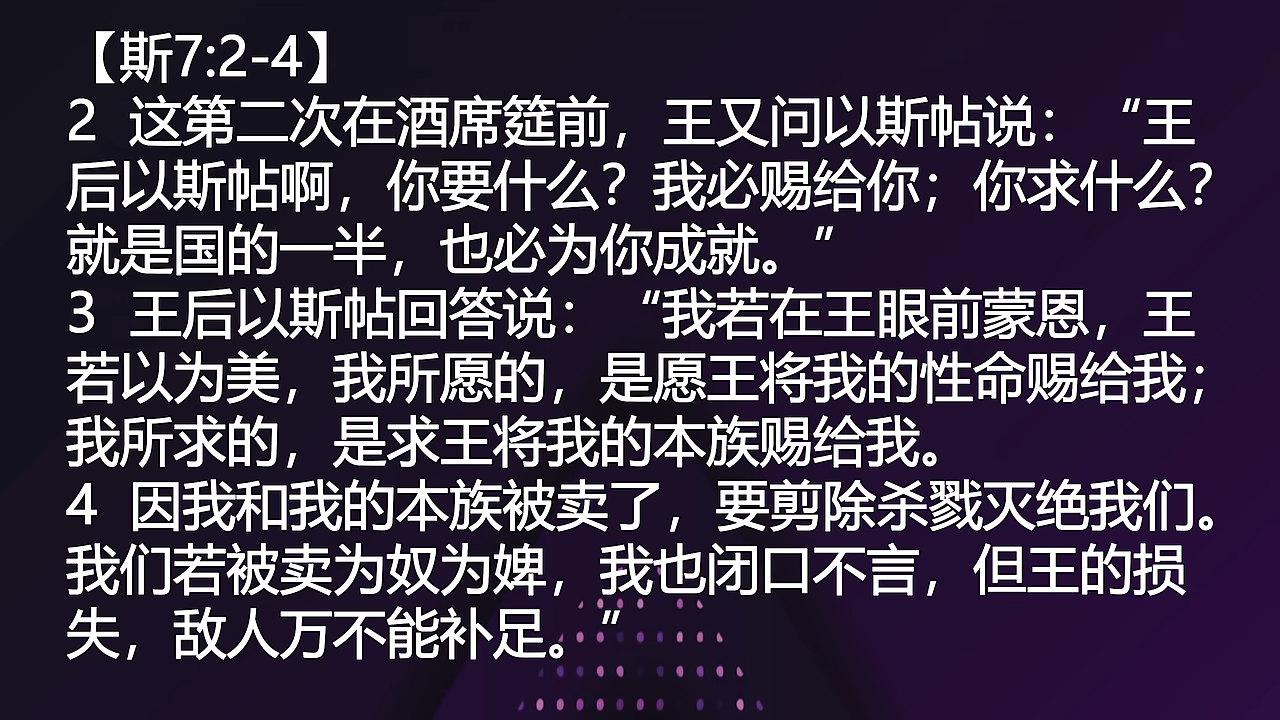 【斯7:2-4】
2 这第二次在酒席筵前，王又问以斯帖说：“王
后以斯帖啊，你要什么？我必赐给你；你求什么？
就是国的一半，也必为你成就。”
3 王后以斯帖回答说：“我若在王眼前蒙恩，王
若以为美，我所愿的，是愿王将我的性命赐给我；
我所求的，是求王将我的本族赐给我。
4 因我和我的本族被卖了，要剪除杀戮灭绝我们。
我们若被卖为奴为婢，我也闭口不言，但王的损
失，敌人万不能补足。”